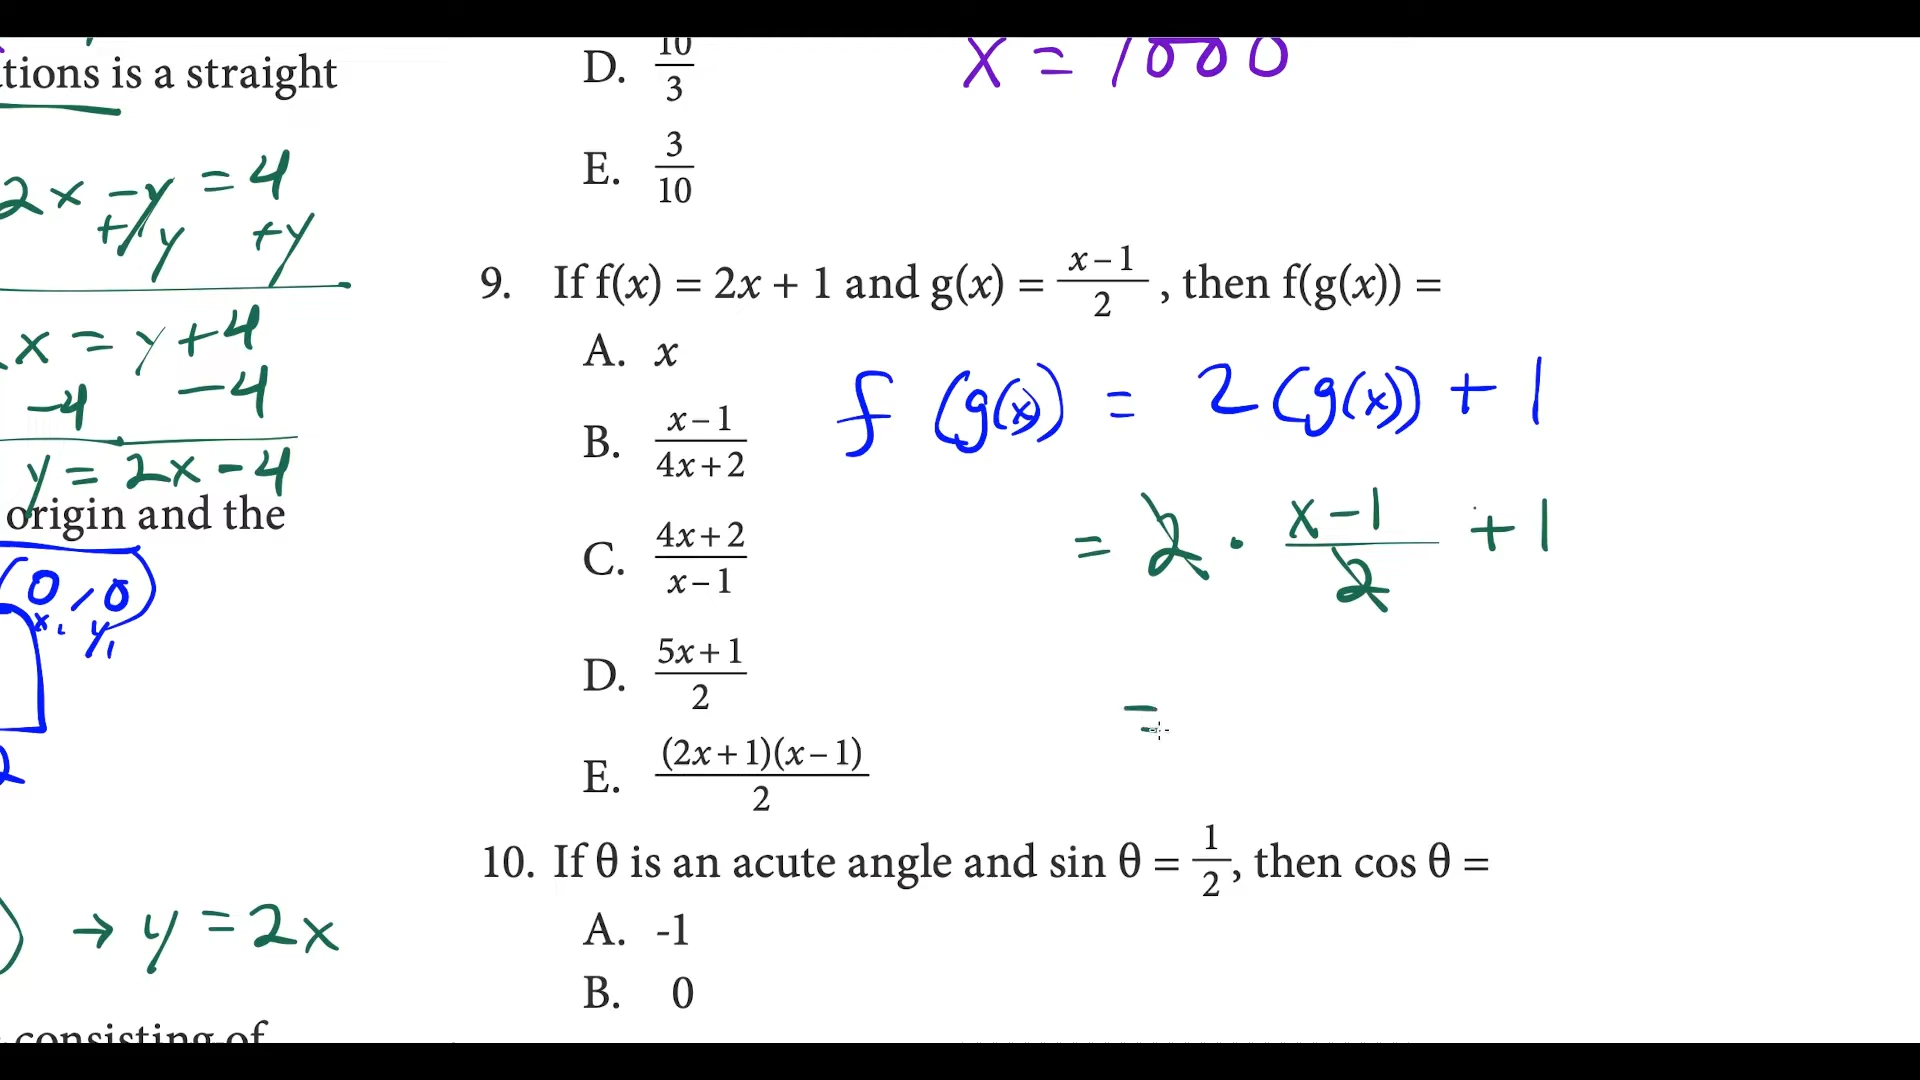 tions is a straight
2x - y = 4
+ y +y
y
x = y + 4
-4 -4
y = 2x - 4
origin and the
(0, 0)
x₁ y₁
2
) → y = 2x
consisting of
D. 10/3
x = 1000
E. 3/10
9. If f(x) = 2x + 1 and g(x) = x – 1 / 2 , then f(g(x)) =
A. x
f (g(x)) = 2 (g(x)) + 1
B. x – 1 / 4x + 2
= 2 · x - 1 / 2 + 1
C. 4x + 2 / x – 1
D. 5x + 1 / 2
=
E. (2x + 1)(x – 1) / 2
10. If θ is an acute angle and sin θ = 1/2, then cos θ =
A. -1
B. 0